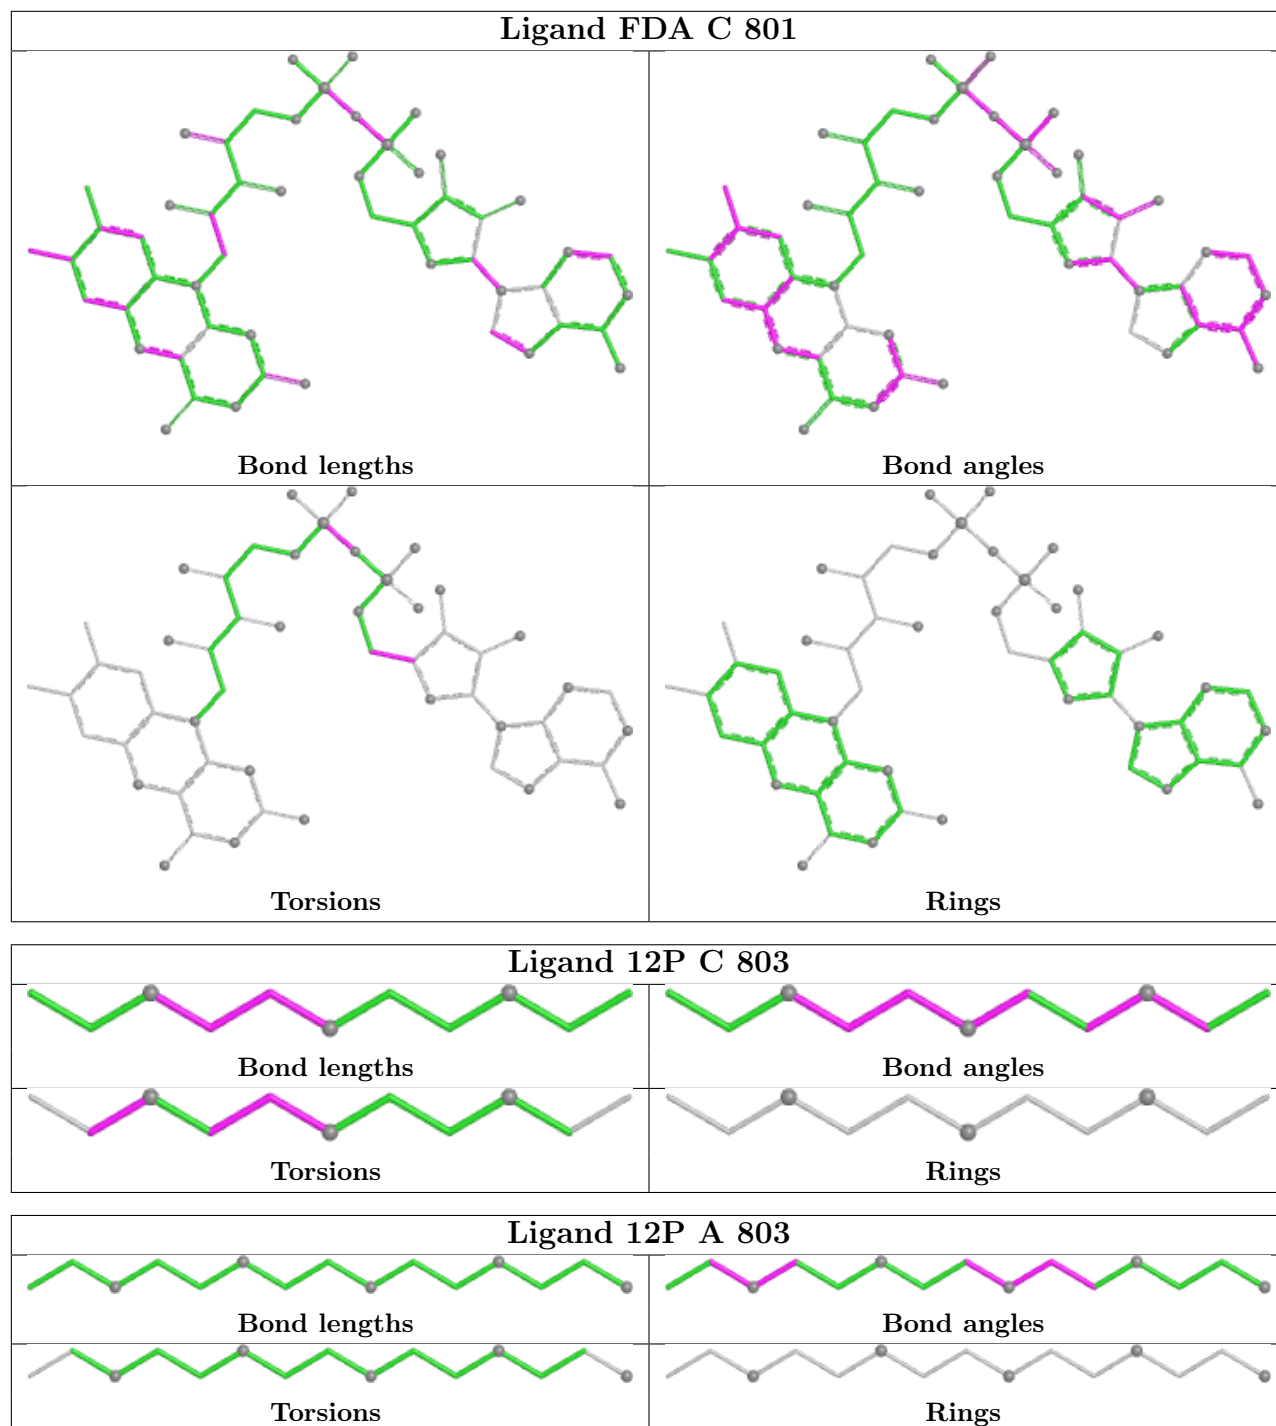 Ligand FDA C 801
Bond lengths
Bond angles
Torsions
Rings
Ligand 12P C 803
Bond lengths
Bond angles
Torsions
Rings
Ligand 12P A 803
Bond lengths
Bond angles
Torsions
Rings